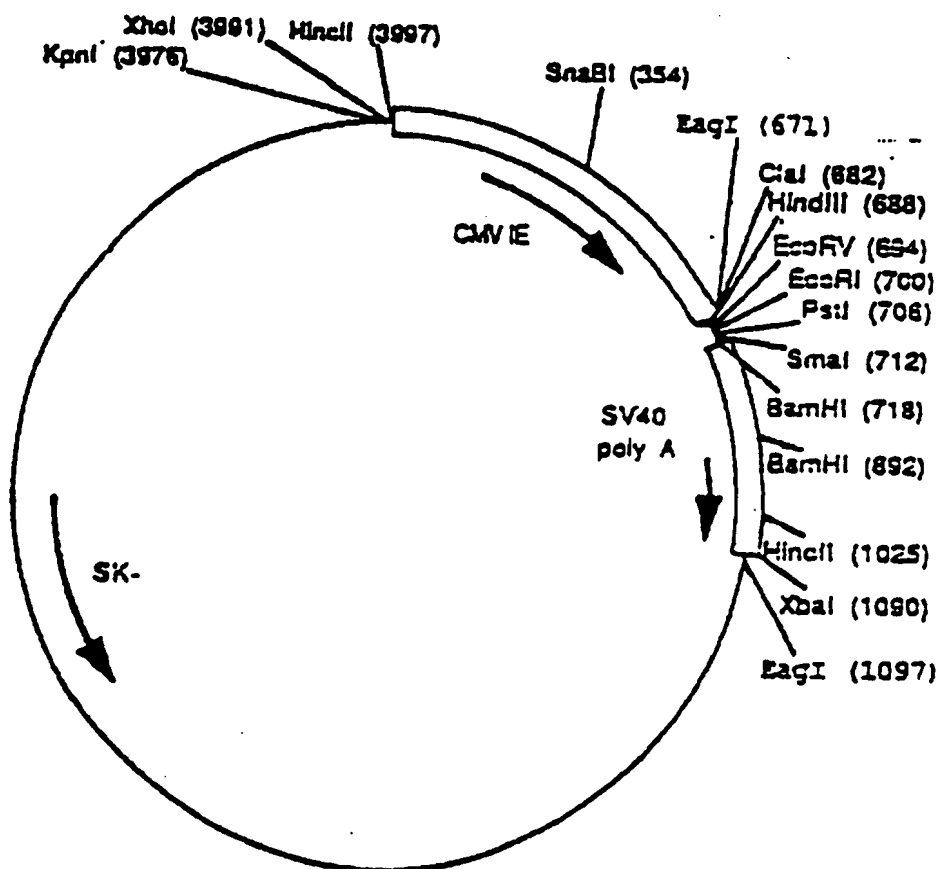 XhoI (3991)
HincII (3997)
KpnI (3976)
SnaBI (354)
EagI (671)
ClaI (682)
HindIII (688)
EcoRV (694)
EcoRI (700)
PstI (706)
SmaI (712)
BamHI (718)
BamHI (892)
HincII (1025)
XbaI (1090)
EagI (1097)
CMV IE
SV40
poly A
SK-